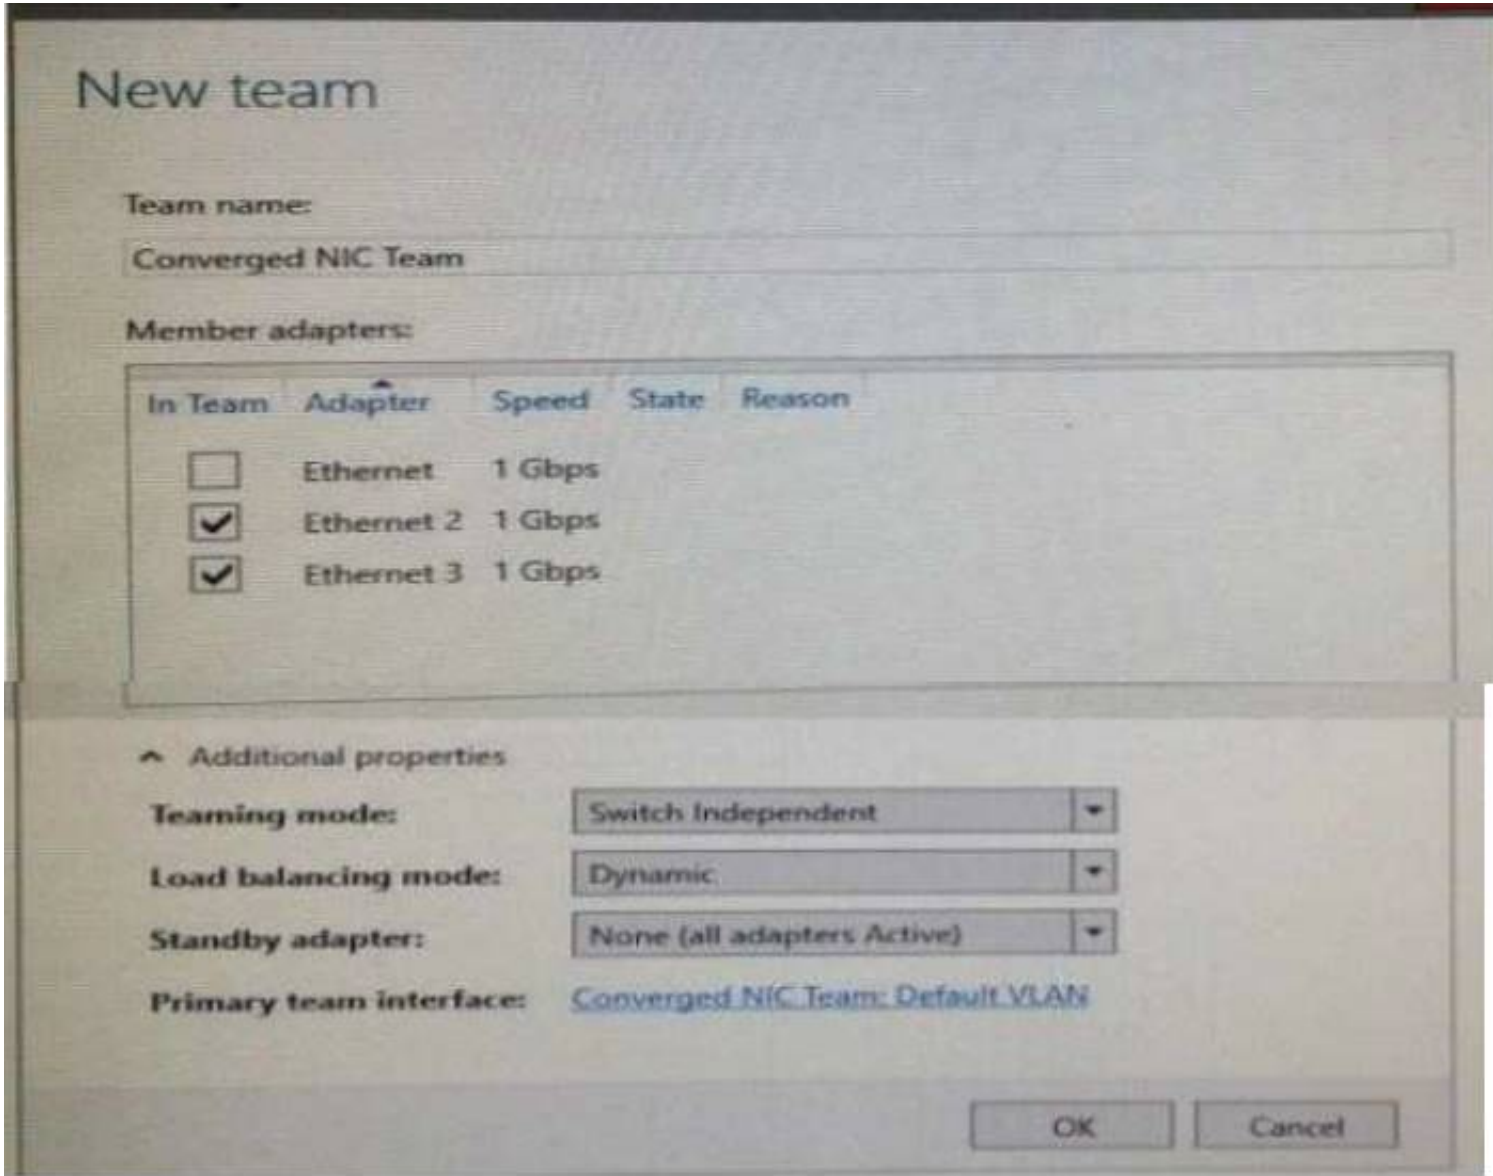 New team
Team name:
Converged NIC Team
Member adapters:
In Team Adapter Speed State Reason
Ethernet 1 Gbps
Ethernet 2 1 Gbps
Ethernet 3 1 Gbps
Additional properties
Teaming mode: Switch Independent
Load balancing mode: Dynamic
Standby adapter: None (all adapters Active)
Primary team interface: Converged NIC Team: Default VLAN
OK Cancel